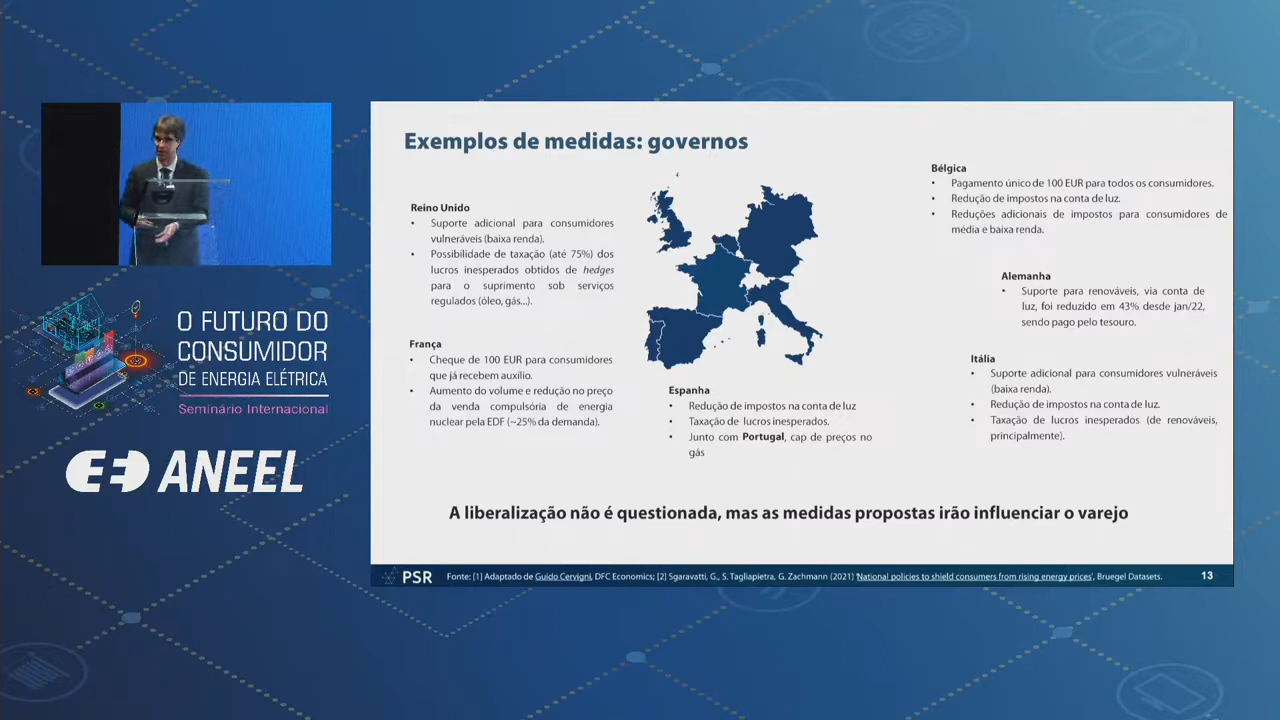 Exemplos de medidas: governos
Reino Unido
• Suporte adicional para consumidores
vulneráveis (baixa renda).
• Possibilidade de taxação (até 75%) dos
lucros inesperados obtidos de hedges
para o suprimento sob serviços
regulados (óleo, gás...).
França
• Cheque de 100 EUR para consumidores
que já recebem auxílio.
• Aumento do volume e redução no preço
da venda compulsória de energia
nuclear pela EDF (~25% da demanda).
Espanha
• Redução de impostos na conta de luz
• Taxação de lucros inesperados.
• Junto com Portugal, cap de preços no
gás
Bélgica
• Pagamento único de 100 EUR para todos os consumidores.
• Redução de impostos na conta de luz.
• Reduções adicionais de impostos para consumidores de
média e baixa renda.
Alemanha
• Suporte para renováveis, via conta de
luz, foi reduzido em 43% desde jan/22,
sendo pago pelo tesouro.
Itália
• Suporte adicional para consumidores vulneráveis
(baixa renda).
• Redução de impostos na conta de luz.
• Taxação de lucros inesperados (de renováveis,
principalmente).
A liberalização não é questionada, mas as medidas propostas irão influenciar o varejo
PSR
Fonte: [1] Adaptado de Guido Cervigni, DFC Economics; [2] Sgaravatti, G., S. Tagliapietra, G. Zachmann (2021) 'National policies to shield consumers from rising energy prices', Bruegel Datasets.
13
O FUTURO DO
CONSUMIDOR
DE ENERGIA ELÉTRICA
Seminário Internacional
ANEEL